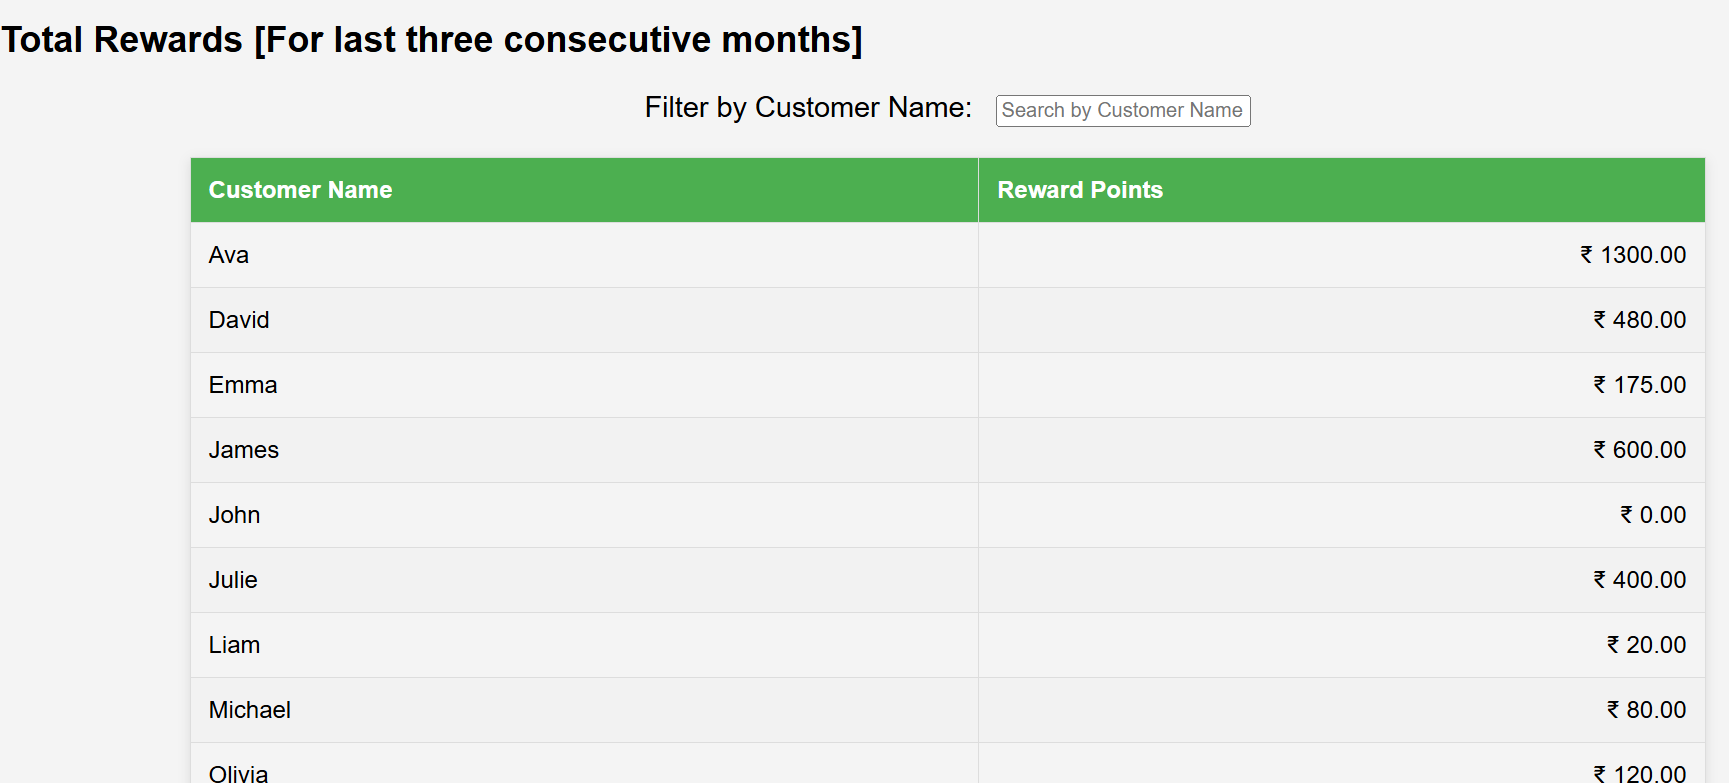 Total Rewards [For last three consecutive months]
Filter by Customer Name: Search by Customer Name
Customer Name Reward Points
Ava ₹ 1300.00
David ₹ 480.00
Emma ₹ 175.00
James ₹ 600.00
John ₹ 0.00
Julie ₹ 400.00
Liam ₹ 20.00
Michael ₹ 80.00
Olivia ₹ 120.00